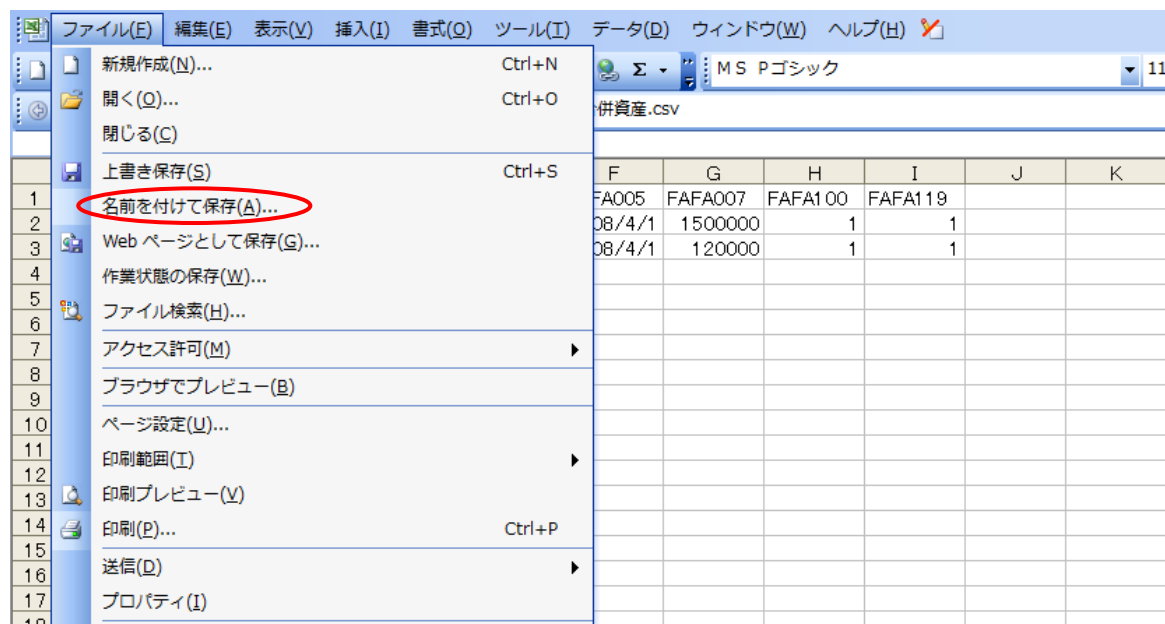 ファイル(F) 編集(E) 表示(V) 挿入(I) 書式(O) ツール(T) データ(D) ウィンドウ(W) ヘルプ(H)
新規作成(N)... Ctrl+N
Σ MS Pゴシック 11
開く(O)... Ctrl+O
併資産.csv
閉じる(C)
上書き保存(S) Ctrl+S
名前を付けて保存(A)...
Web ページとして保存(G)...
作業状態の保存(W)...
ファイル検索(H)...
アクセス許可(M)
ブラウザでプレビュー(B)
ページ設定(U)...
印刷範囲(T)
印刷プレビュー(V)
印刷(P)... Ctrl+P
送信(D)
プロパティ(I)
F G H I J K
1 FA005 FAFA007 FAFA100 FAFA119
2 08/4/1 1500000 1 1
3 08/4/1 120000 1 1
4
5
6
7
8
9
10
11
12
13
14
15
16
17